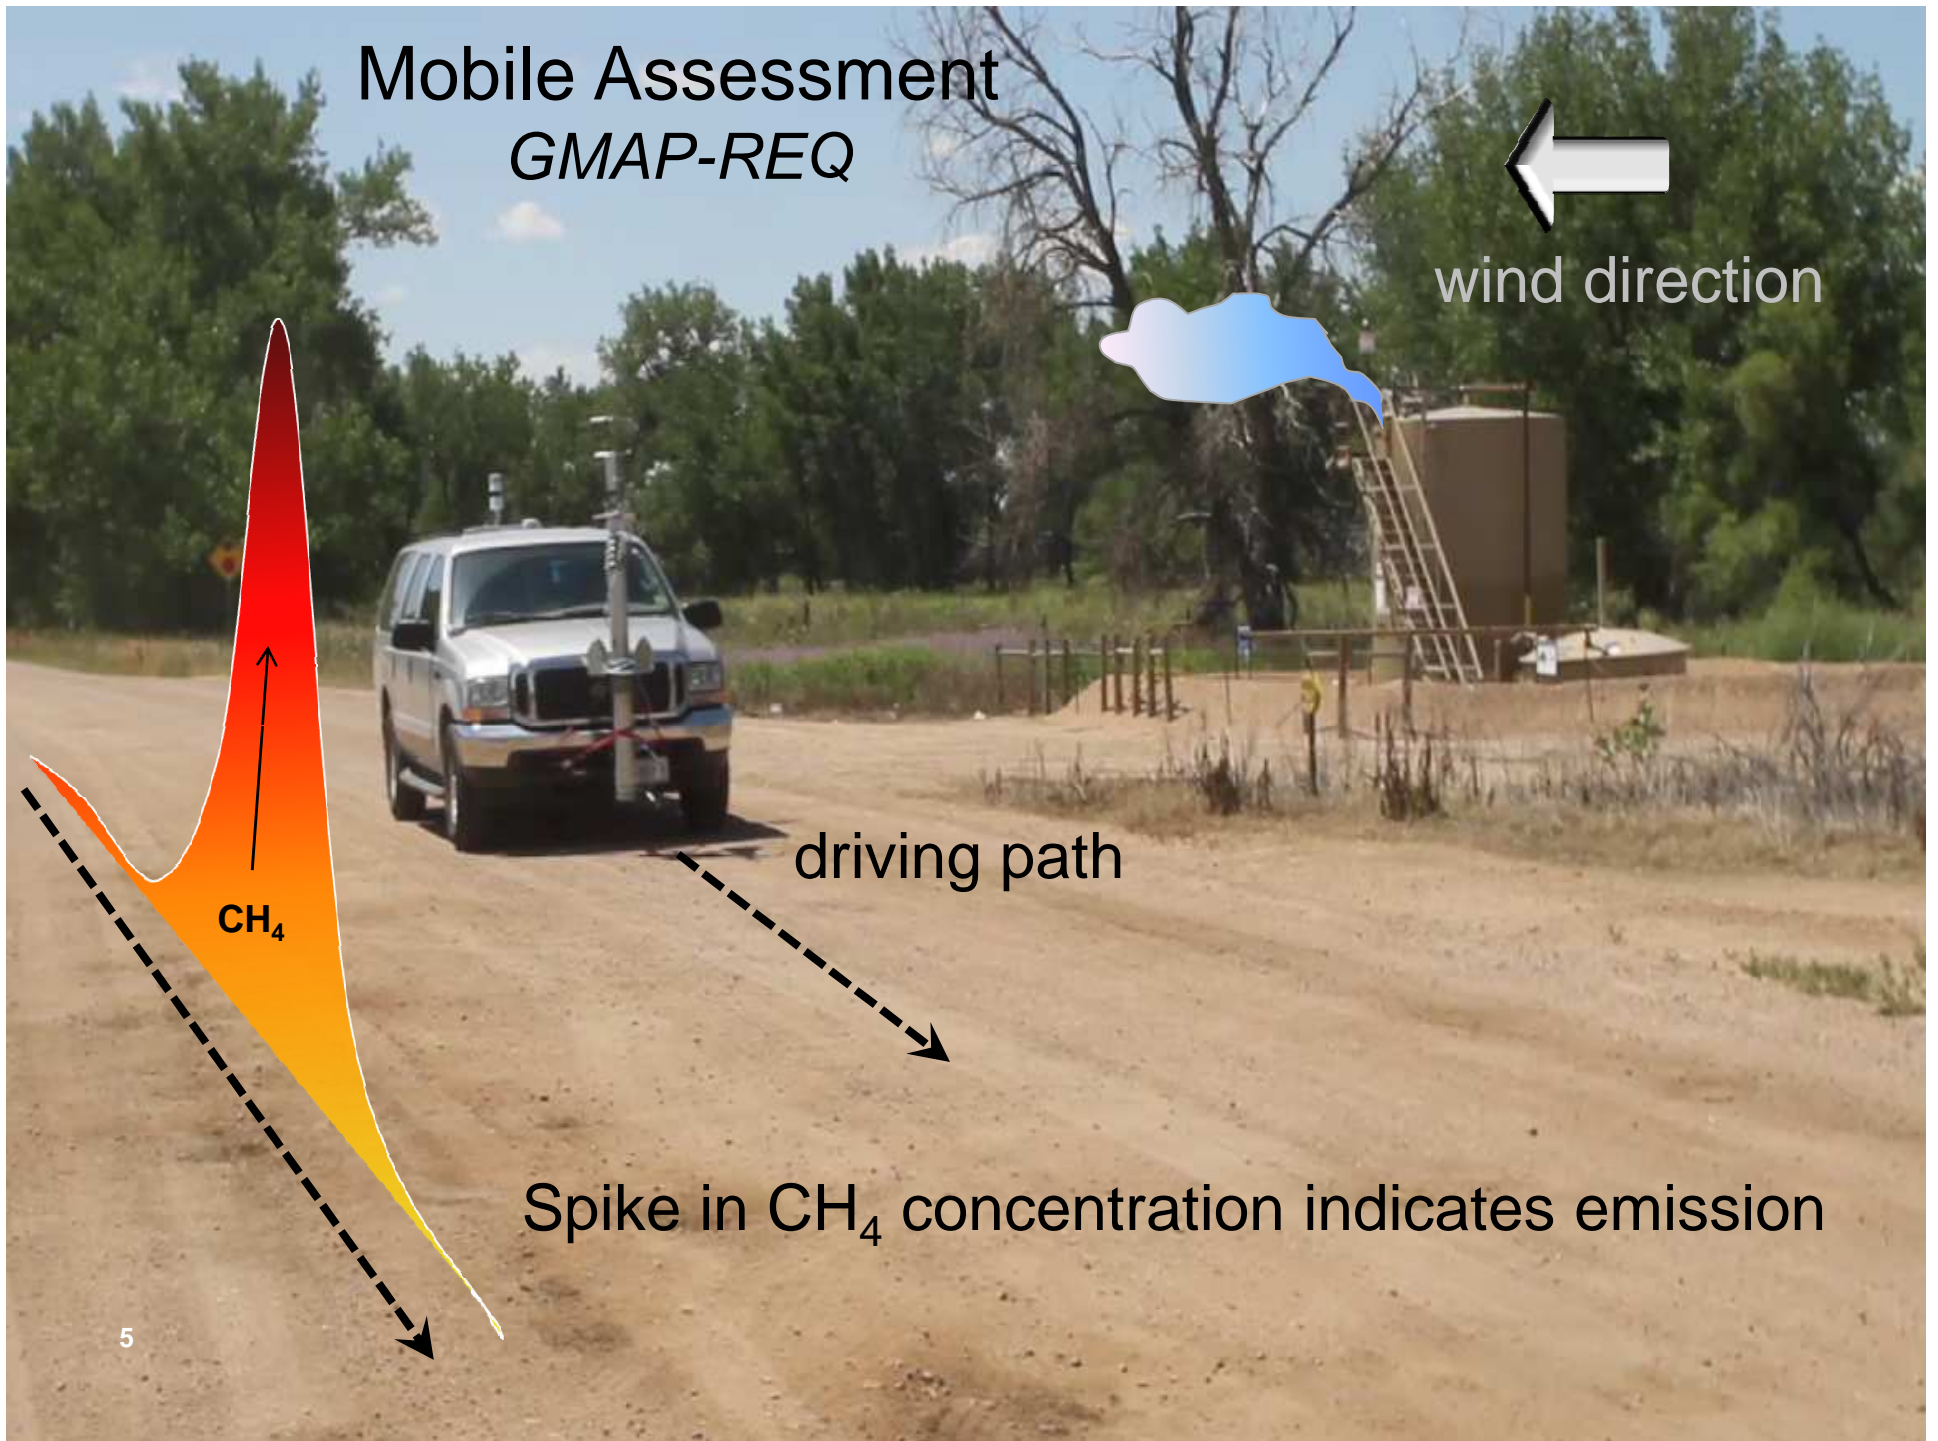 Mobile Assessment
GMAP-REQ
wind direction
driving path
CH₄
Spike in CH₄ concentration indicates emission
5